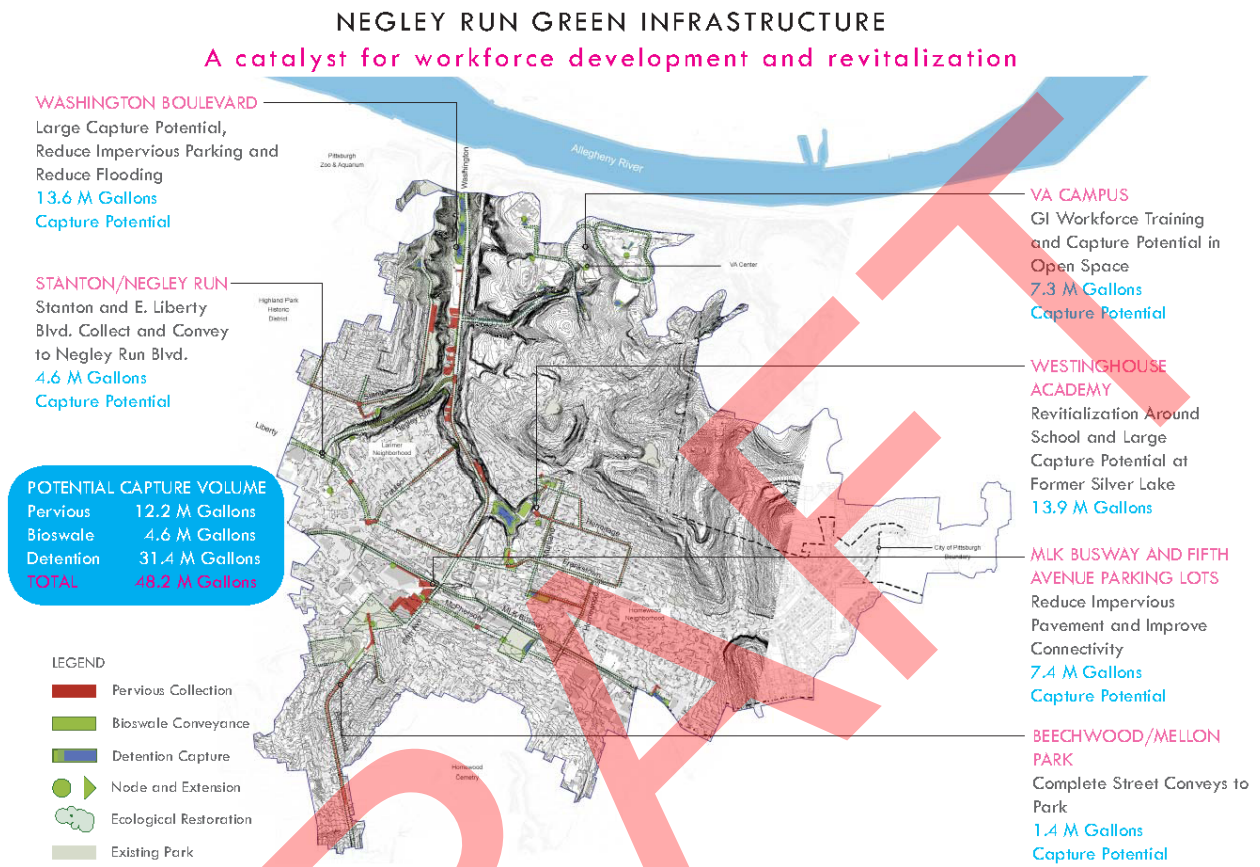 NEGLEY RUN GREEN INFRASTRUCTURE
A catalyst for workforce development and revitalization
WASHINGTON BOULEVARD
Large Capture Potential,
Reduce Impervious Parking and
Reduce Flooding
13.6 M Gallons
Capture Potential
STANTON/NEGLEY RUN
Stanton and E. Liberty
Blvd. Collect and Convey
to Negley Run Blvd.
4.6 M Gallons
Capture Potential
POTENTIAL CAPTURE VOLUME
Pervious 12.2 M Gallons
Bioswale 4.6 M Gallons
Detention 31.4 M Gallons
TOTAL 48.2 M Gallons
LEGEND
Pervious Collection
Bioswale Conveyance
Detention Capture
Node and Extension
Ecological Restoration
Existing Park
Pittsburgh
Zoo & Aquarium
Washington
Allegheny River
VA Center
Highland Park
Historic
District
Liberty
Larimer
Neighborhood
MLK Busway
McPherson
Homewood
Neighborhood
City of Pittsburgh
Boundary
Homewood
Cemetery
VA CAMPUS
GI Workforce Training
and Capture Potential in
Open Space
7.3 M Gallons
Capture Potential
WESTINGHOUSE
ACADEMY
Revitialization Around
School and Large
Capture Potential at
Former Silver Lake
13.9 M Gallons
MLK BUSWAY AND FIFTH
AVENUE PARKING LOTS
Reduce Impervious
Pavement and Improve
Connectivity
7.4 M Gallons
Capture Potential
BEECHWOOD/MELLON
PARK
Complete Street Conveys to
Park
1.4 M Gallons
Capture Potential
DRAFT